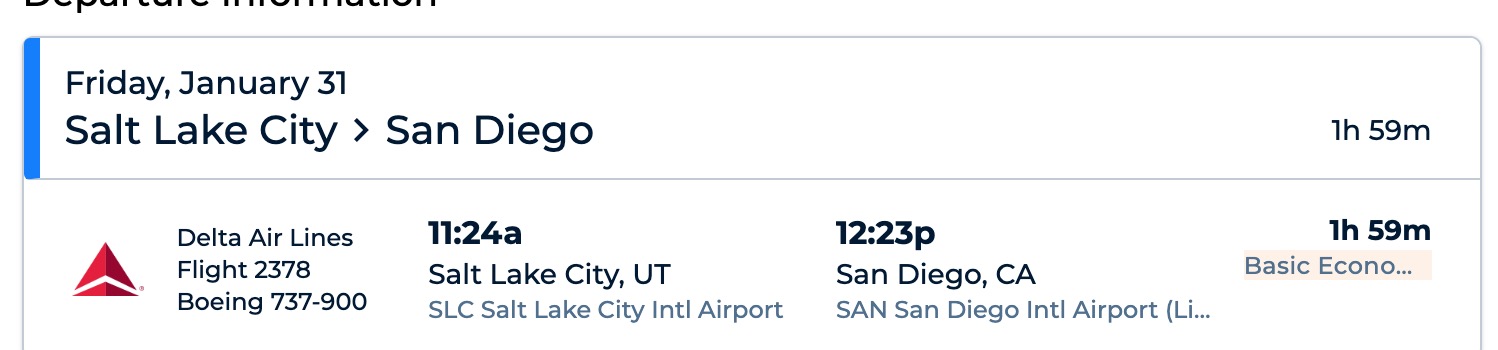 Departure Information
Friday, January 31
Salt Lake City > San Diego
1h 59m
Delta Air Lines
Flight 2378
Boeing 737-900
11:24a
Salt Lake City, UT
SLC Salt Lake City Intl Airport
12:23p
San Diego, CA
SAN San Diego Intl Airport (Li...
1h 59m
Basic Econo...